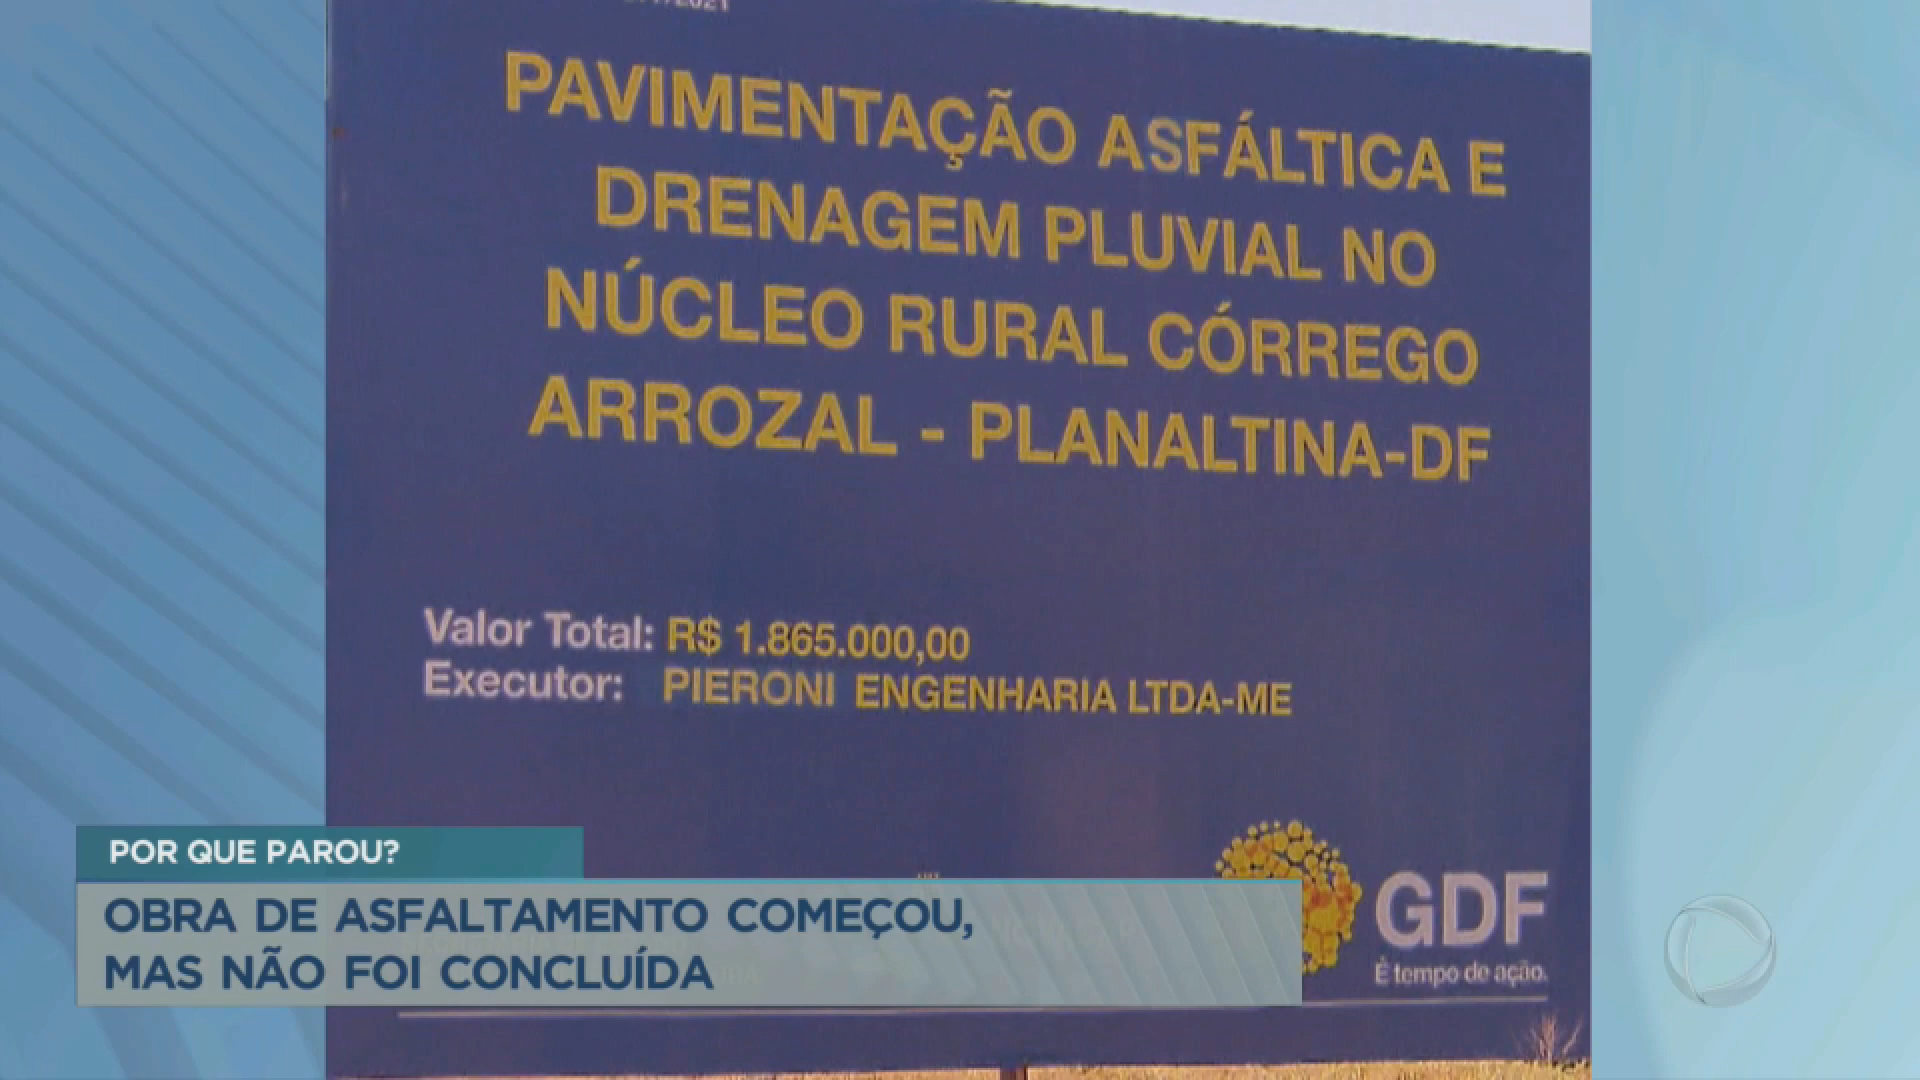 PAVIMENTAÇÃO ASFÁLTICA E
DRENAGEM PLUVIAL NO
NÚCLEO RURAL CÓRREGO
ARROZAL - PLANALTINA-DF
Valor Total: R$ 1.865.000,00
Executor: PIERONI ENGENHARIA LTDA-ME
GDF
É tempo de ação.
POR QUE PAROU?
OBRA DE ASFALTAMENTO COMEÇOU,
MAS NÃO FOI CONCLUÍDA